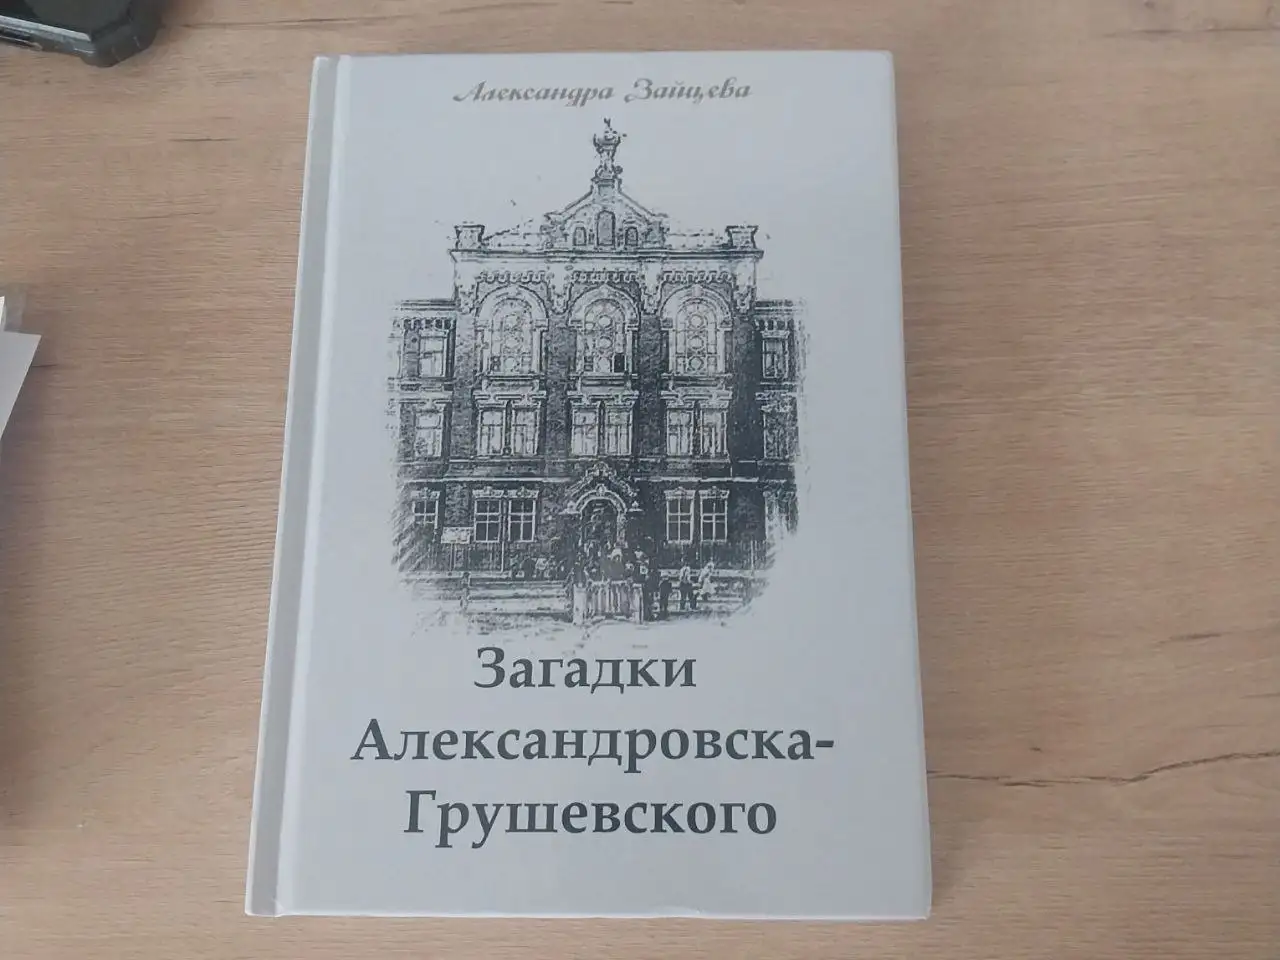 Александра Зайцева
Загадки
Александровска-
Грушевского